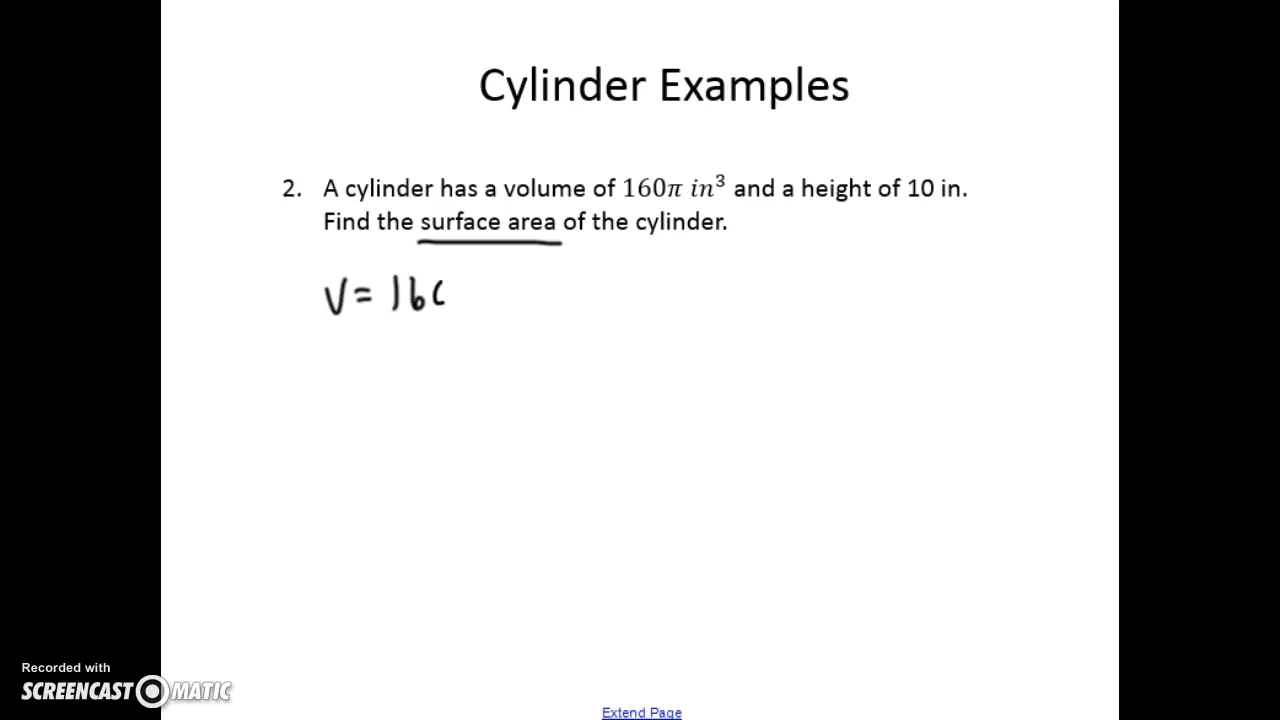 Cylinder Examples
2. A cylinder has a volume of 160π in³ and a height of 10 in.
Find the surface area of the cylinder.
V = 16
Recorded with
SCREENCAST O MATIC
Extend Page